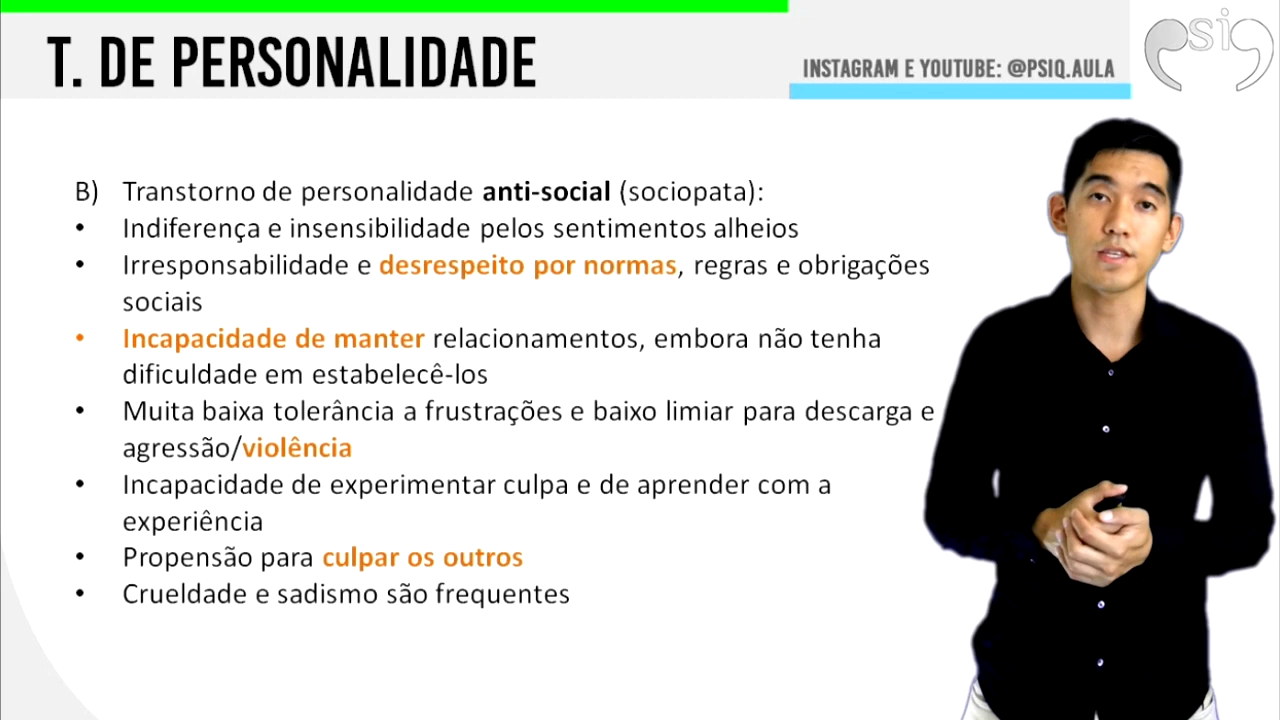 T. DE PERSONALIDADE
INSTAGRAM E YOUTUBE: @PSIQ.AULA
psiq
B) Transtorno de personalidade anti-social (sociopata):
• Indiferença e insensibilidade pelos sentimentos alheios
• Irresponsabilidade e desrespeito por normas, regras e obrigações
sociais
• Incapacidade de manter relacionamentos, embora não tenha
dificuldade em estabelecê-los
• Muita baixa tolerância a frustrações e baixo limiar para descarga e
agressão/violência
• Incapacidade de experimentar culpa e de aprender com a
experiência
• Propensão para culpar os outros
• Crueldade e sadismo são frequentes